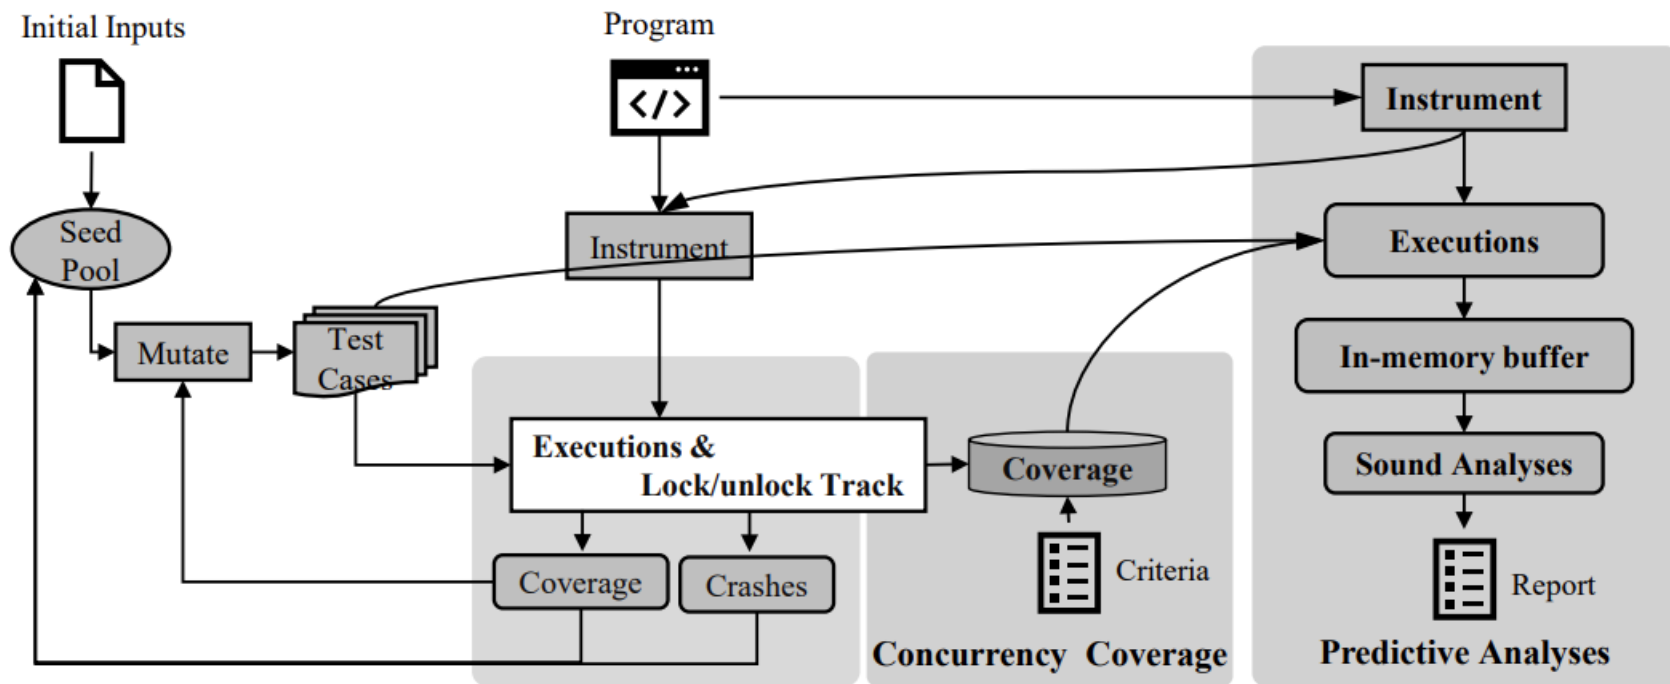 Initial Inputs
Program
</>
Instrument
Seed
Pool
Instrument
Executions
Mutate
Test
Cases
In-memory buffer
Executions &
Lock/unlock Track
Coverage
Sound Analyses
Coverage
Crashes
Criteria
Report
Concurrency Coverage
Predictive Analyses